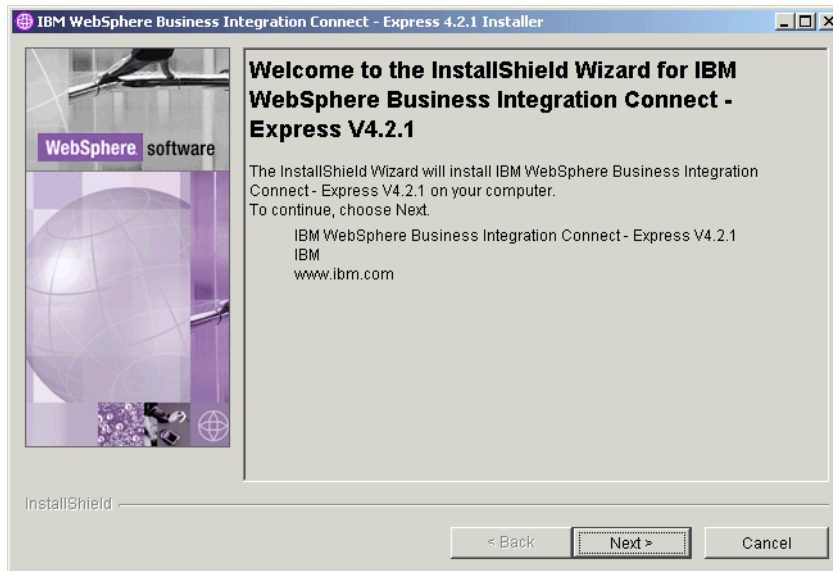 IBM WebSphere Business Integration Connect - Express 4.2.1 Installer
WebSphere software
Welcome to the InstallShield Wizard for IBM
WebSphere Business Integration Connect -
Express V4.2.1
The InstallShield Wizard will install IBM WebSphere Business Integration
Connect - Express V4.2.1 on your computer.
To continue, choose Next.
IBM WebSphere Business Integration Connect - Express V4.2.1
IBM
www.ibm.com
InstallShield
< Back
Next >
Cancel